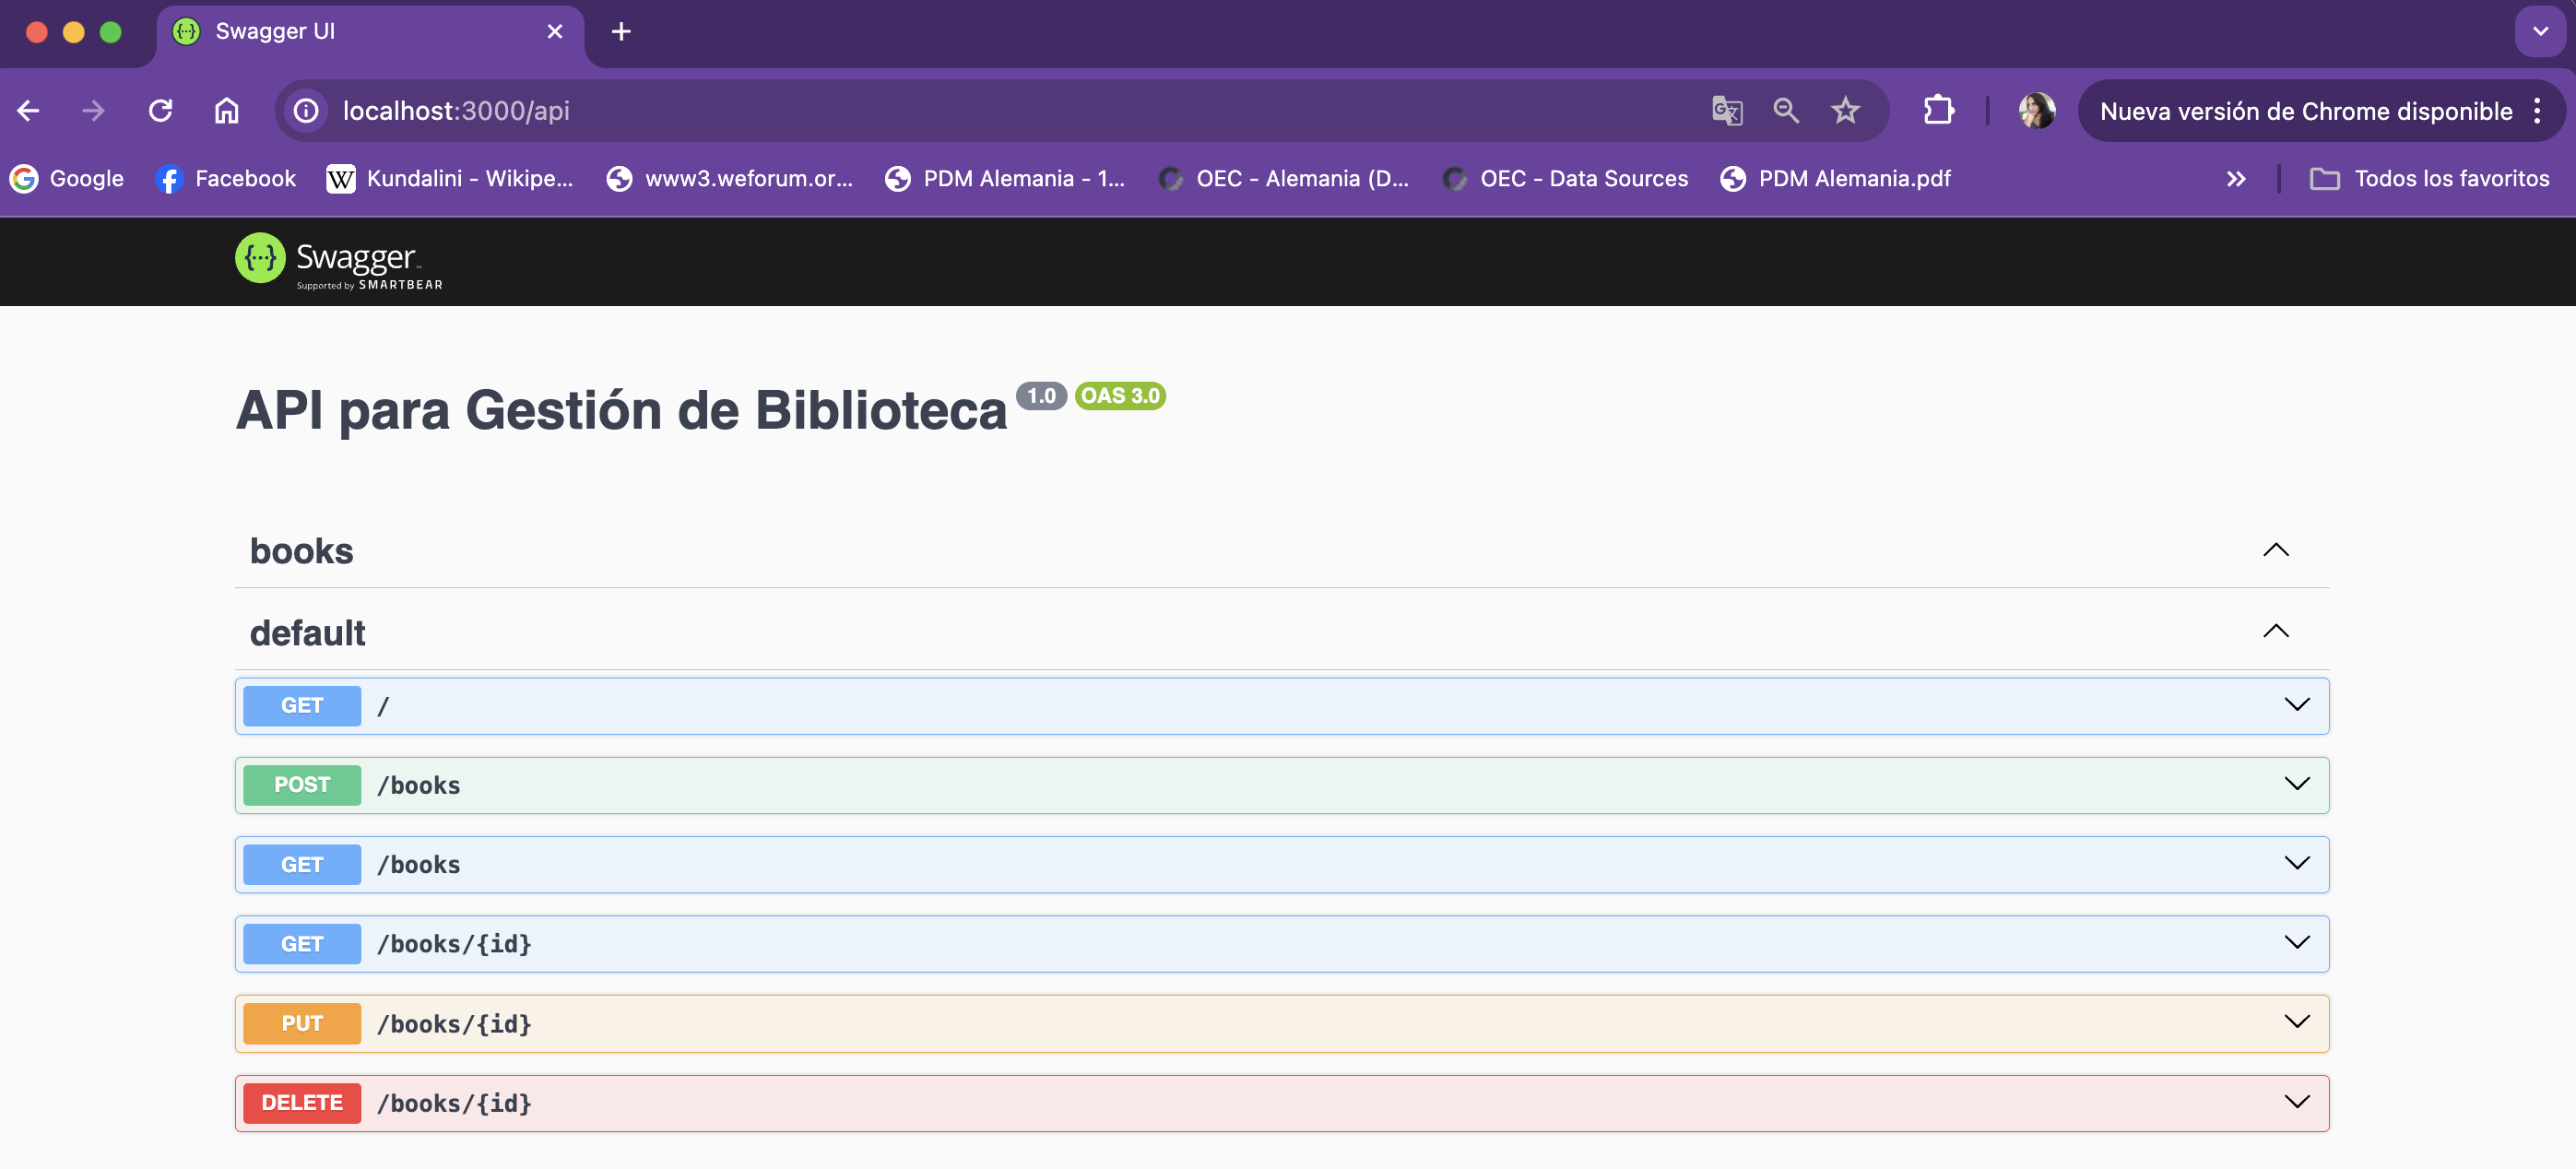 Swagger UI
localhost:3000/api
Nueva versión de Chrome disponible
Google Facebook Kundalini - Wikipe... www3.weforum.or... PDM Alemania - 1... OEC - Alemania (D... OEC - Data Sources PDM Alemania.pdf Todos los favoritos
Swagger
Supported by SMARTBEAR
API para Gestión de Biblioteca 1.0 OAS 3.0
books
default
GET /
POST /books
GET /books
GET /books/{id}
PUT /books/{id}
DELETE /books/{id}